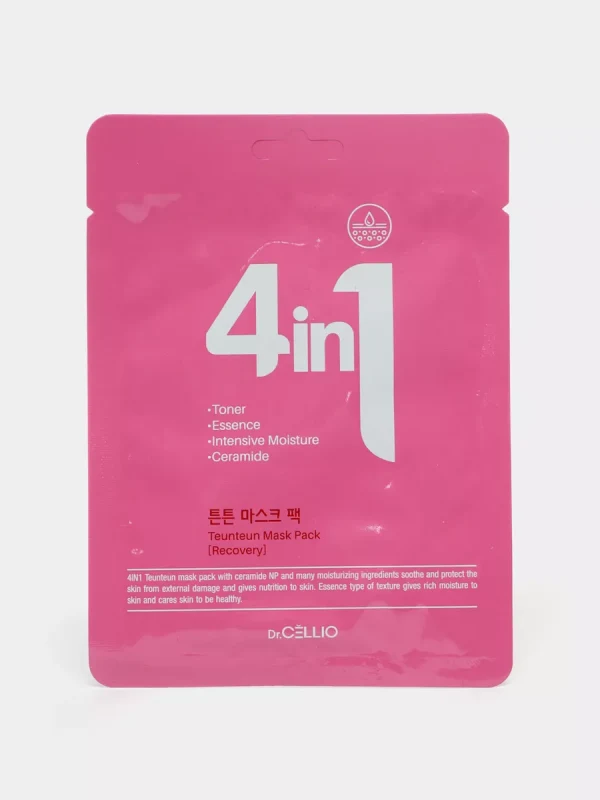 4in1
•Toner
•Essence
•Intensive Moisture
•Ceramide
튼튼 마스크 팩
Teunteun Mask Pack
[Recovery]
4IN1 Teunteun mask pack with ceramide NP and many moisturizing ingredients soothe and protect the
skin from external damage and gives nutrition to skin. Essence type of texture gives rich moisture to
skin and cares skin to be healthy.
Dr.CELLIO